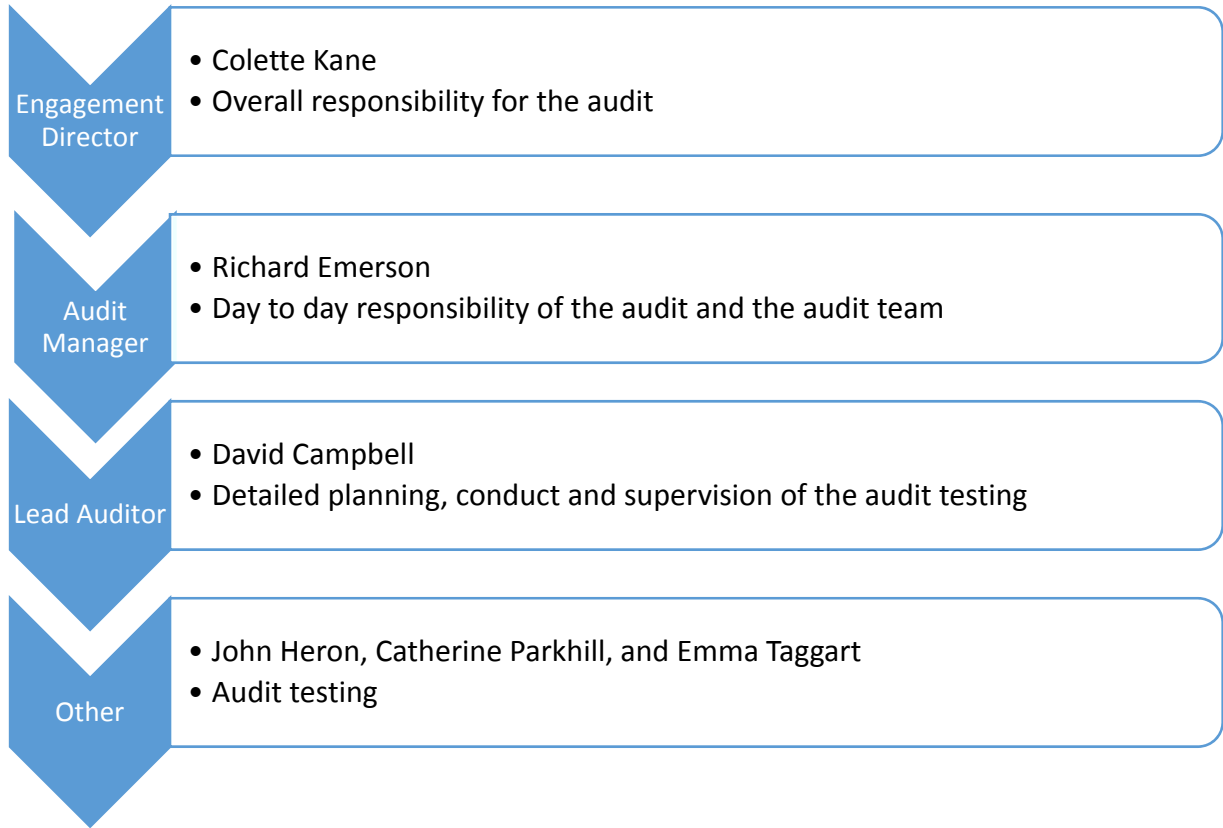 Engagement
Director
• Colette Kane
• Overall responsibility for the audit
Audit
Manager
• Richard Emerson
• Day to day responsibility of the audit and the audit team
Lead Auditor
• David Campbell
• Detailed planning, conduct and supervision of the audit testing
Other
• John Heron, Catherine Parkhill, and Emma Taggart
• Audit testing